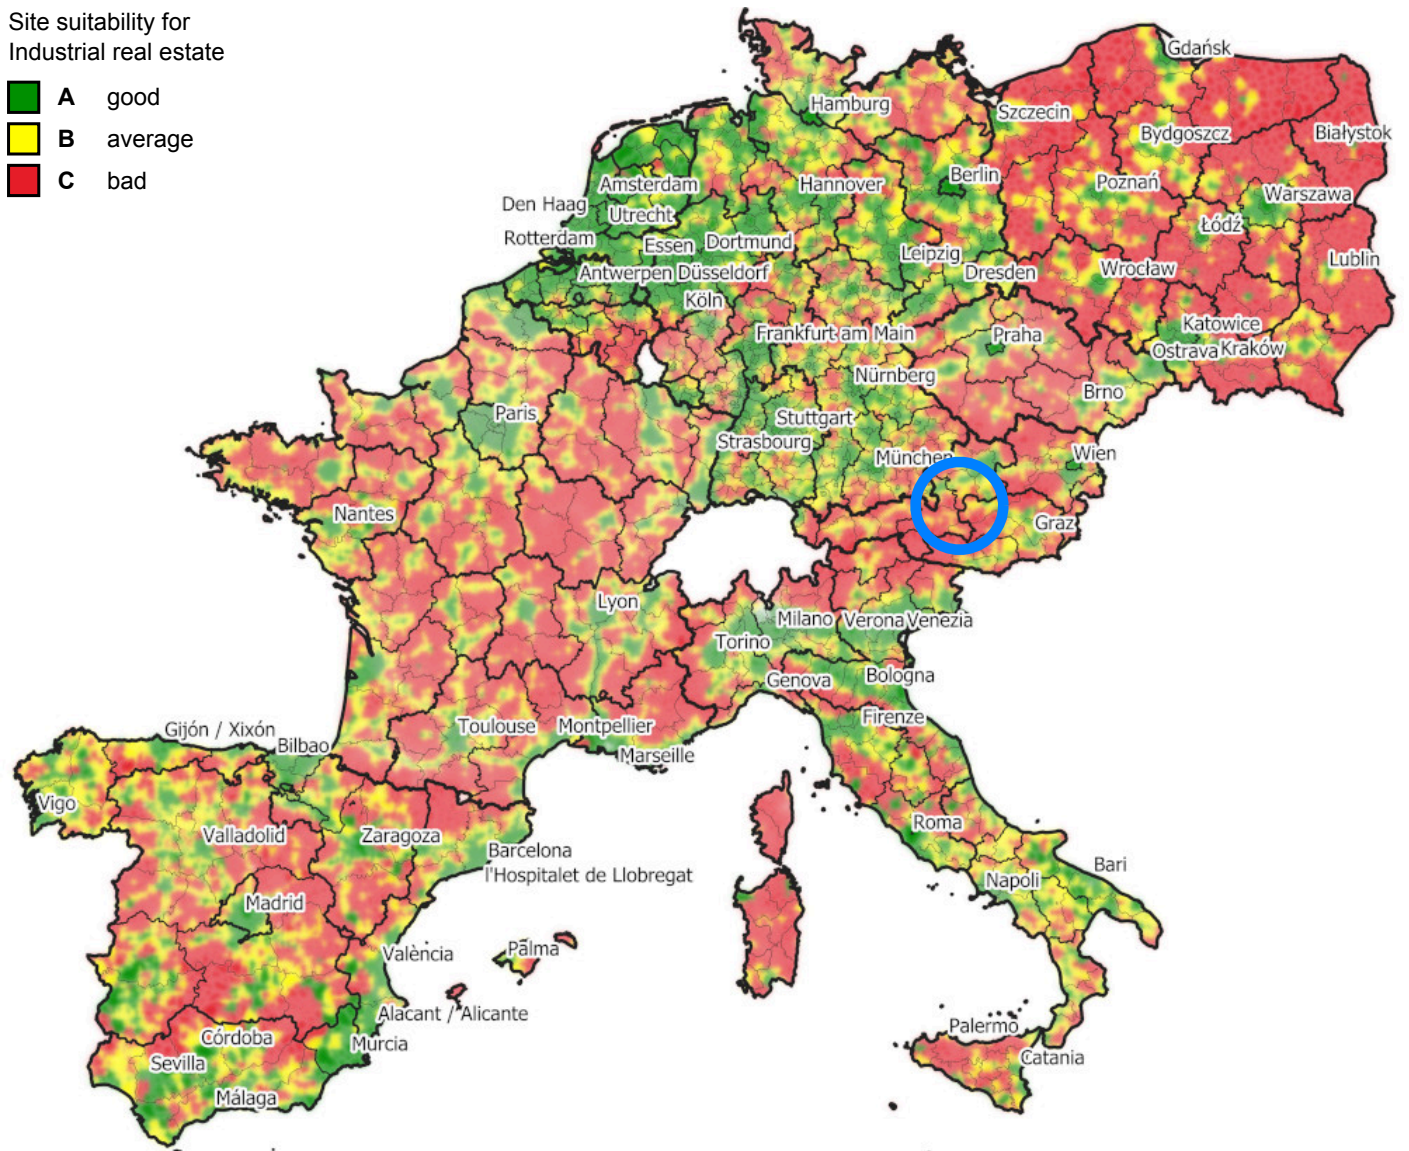 Site suitability for
Industrial real estate
A good
B average
C bad
Gdańsk
Hamburg
Szczecin
Bydgoszcz
Białystok
Berlin
Amsterdam
Hannover
Poznań
Warszawa
Den Haag
Utrecht
Łódź
Rotterdam
Essen
Dortmund
Leipzig
Lublin
Antwerpen
Düsseldorf
Dresden
Wrocław
Köln
Katowice
Frankfurt am Main
Praha
Ostrava
Kraków
Nürnberg
Brno
Paris
Stuttgart
Strasbourg
München
Wien
Nantes
Graz
Lyon
Milano
Verona
Venezia
Torino
Genova
Bologna
Firenze
Gijón / Xixón
Bilbao
Toulouse
Montpellier
Marseille
Vigo
Valladolid
Zaragoza
Roma
Barcelona
l'Hospitalet de Llobregat
Bari
Napoli
Madrid
València
Palma
Alacant / Alicante
Palermo
Córdoba
Murcia
Sevilla
Catania
Málaga